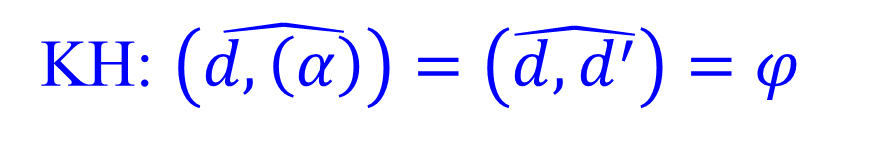 KH: (d, (α)) = (d, d′) = φ